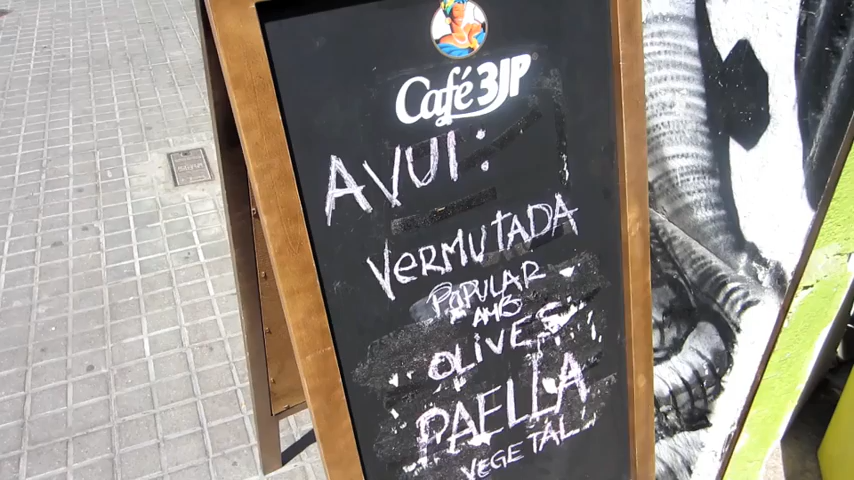 Café 3JP
AVUI:
VERMUTADA
POPULAR
AMB
OLIVES
PAELLA
VEGETAL